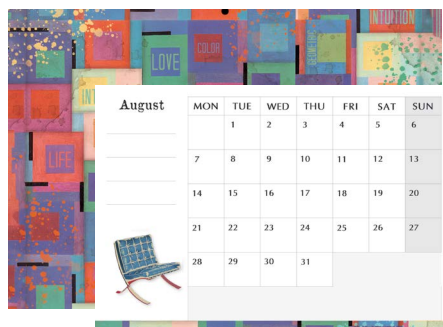 INTUITION
LOVE
COLOR
GEOMETRY
IN
LIFE
August
MON TUE WED THU FRI SAT SUN
1 2 3 4 5 6
7 8 9 10 11 12 13
14 15 16 17 18 19 20
21 22 23 24 25 26 27
28 29 30 31